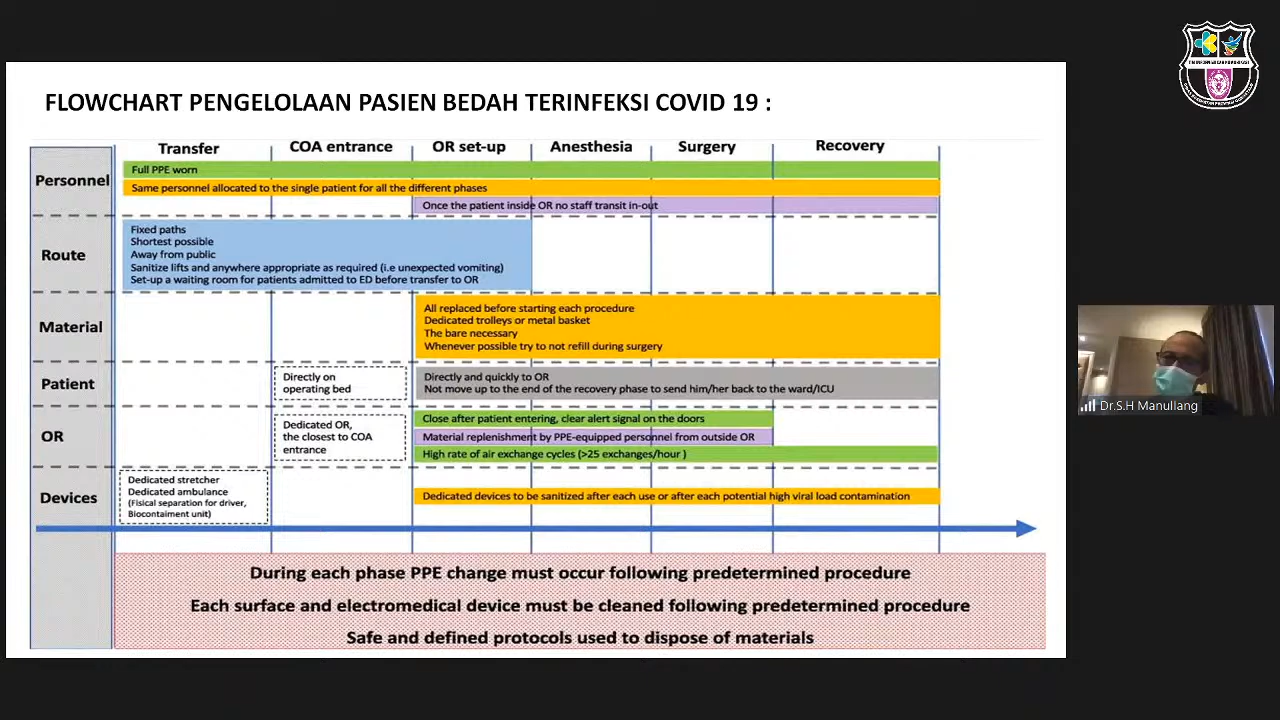 FLOWCHART PENGELOLAAN PASIEN BEDAH TERINFEKSI COVID 19 :
Transfer
COA entrance
OR set-up
Anesthesia
Surgery
Recovery
Personnel
Full PPE worn
Same personnel allocated to the single patient for all the different phases
Once the patient inside OR no staff transit in-out
Route
Fixed paths
Shortest possible
Away from public
Sanitize lifts and anywhere appropriate as required (i.e unexpected vomiting)
Set-up a waiting room for patients admitted to ED before transfer to OR
Material
All replaced before starting each procedure
Dedicated trolleys or metal basket
The bare necessary
Whenever possible try to not refill during surgery
Patient
Directly on
operating bed
Directly and quickly to OR
Not move up to the end of the recovery phase to send him/her back to the ward/ICU
OR
Dedicated OR,
the closest to COA
entrance
Close after patient entering, clear alert signal on the doors
Material replenishment by PPE-equipped personnel from outside OR
High rate of air exchange cycles (>25 exchanges/hour )
Devices
Dedicated stretcher
Dedicated ambulance
(Fisical separation for driver,
Biocontaiment unit)
Dedicated devices to be sanitized after each use or after each potential high viral load contamination
During each phase PPE change must occur following predetermined procedure
Each surface and electromedical device must be cleaned following predetermined procedure
Safe and defined protocols used to dispose of materials
Dr.S.H Manullang